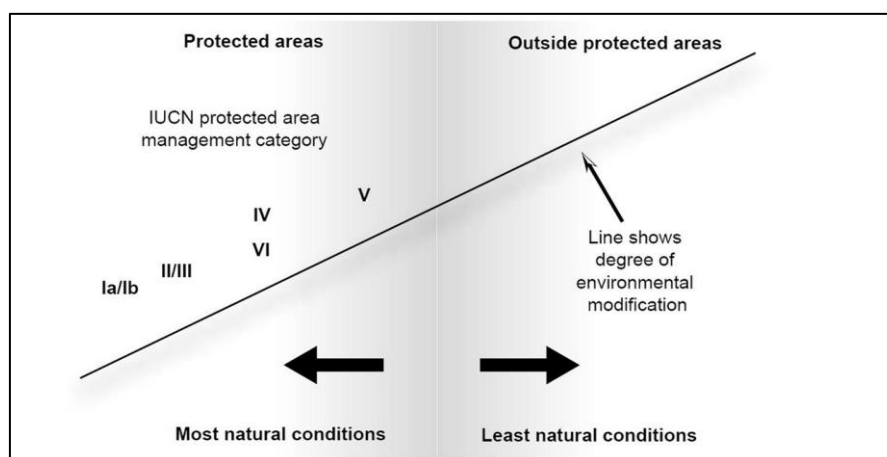 Protected areas
Outside protected areas
IUCN protected area
management category
V
IV
VI
II/III
Ia/Ib
Line shows
degree of
environmental
modification
Most natural conditions
Least natural conditions